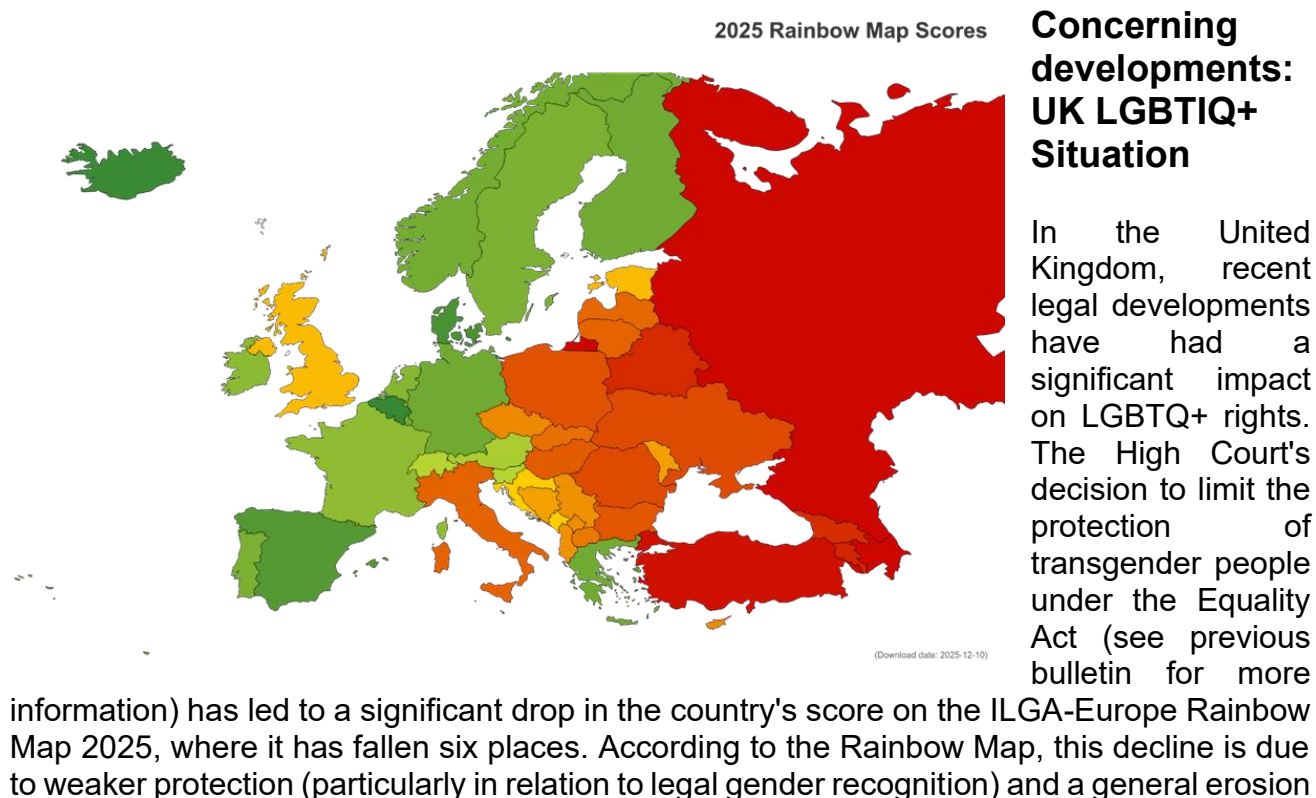 2025 Rainbow Map Scores
(Download date: 2025-12-10)
Concerning
developments:
UK LGBTIQ+
Situation
In the United
Kingdom, recent
legal developments
have had a
significant impact
on LGBTQ+ rights.
The High Court's
decision to limit the
protection of
transgender people
under the Equality
Act (see previous
bulletin for more
information) has led to a significant drop in the country's score on the ILGA-Europe Rainbow
Map 2025, where it has fallen six places. According to the Rainbow Map, this decline is due
to weaker protection (particularly in relation to legal gender recognition) and a general erosion